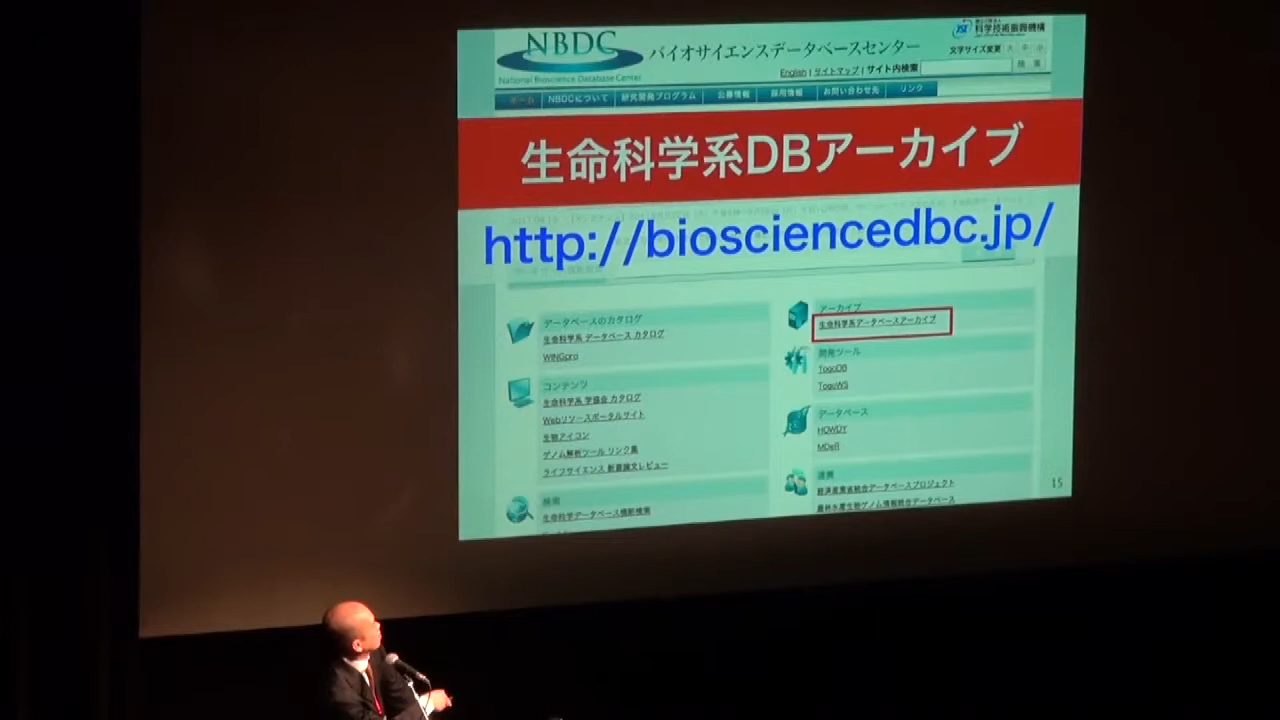 NBDC
National Bioscience Database Center
バイオサイエンスデータベースセンター
科学技術振興機構
文字サイズ変更 大 中 小
English | サイトマップ | サイト内検索
検索
ホーム NBDCについて 研究開発プログラム 公募情報 採用情報 お問い合わせ先 リンク
生命科学系DBアーカイブ
http://biosciencedbc.jp/
データベースのカタログ
生命科学系 データベース カタログ
WINGpro
コンテンツ
生命科学系 学協会 カタログ
Webリソースポータルサイト
生物アイコン
ゲノム解析ツール リンク集
ライフサイエンス 新着論文レビュー
検索
生命科学データベース横断検索
アーカイブ
生命科学系データベースアーカイブ
開発ツール
TogoDB
TogoWS
データベース
HOWDY
MDeR
連携
経済産業省統合データベースプロジェクト
農林水産生物ゲノム情報統合データベース
15